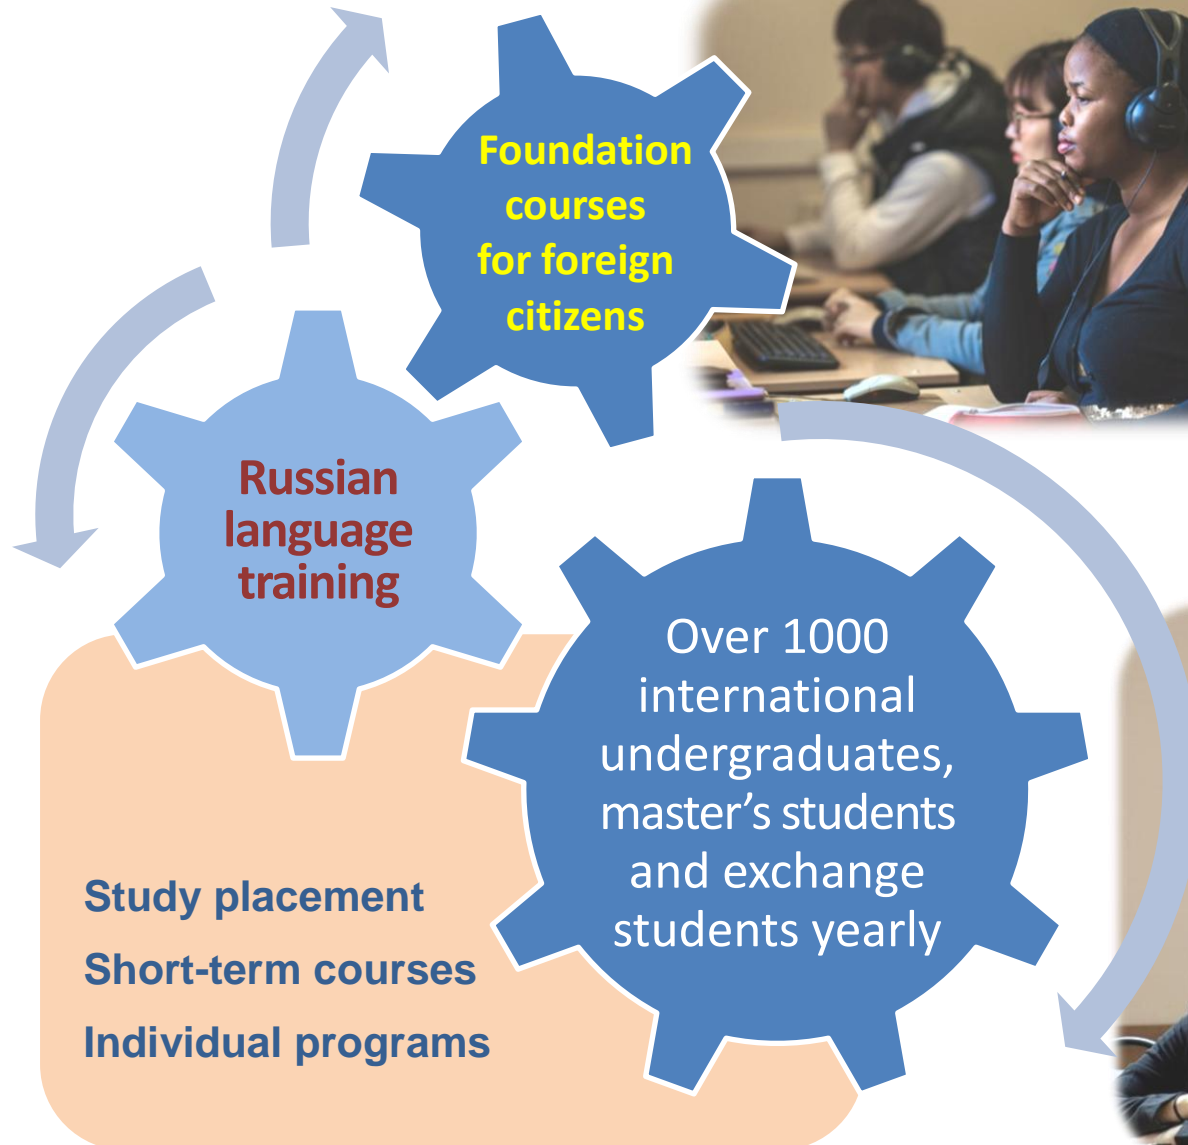 Foundation
courses
for foreign
citizens
Russian
language
training
Over 1000
international
undergraduates,
master’s students
and exchange
students yearly
Study placement
Short-term courses
Individual programs